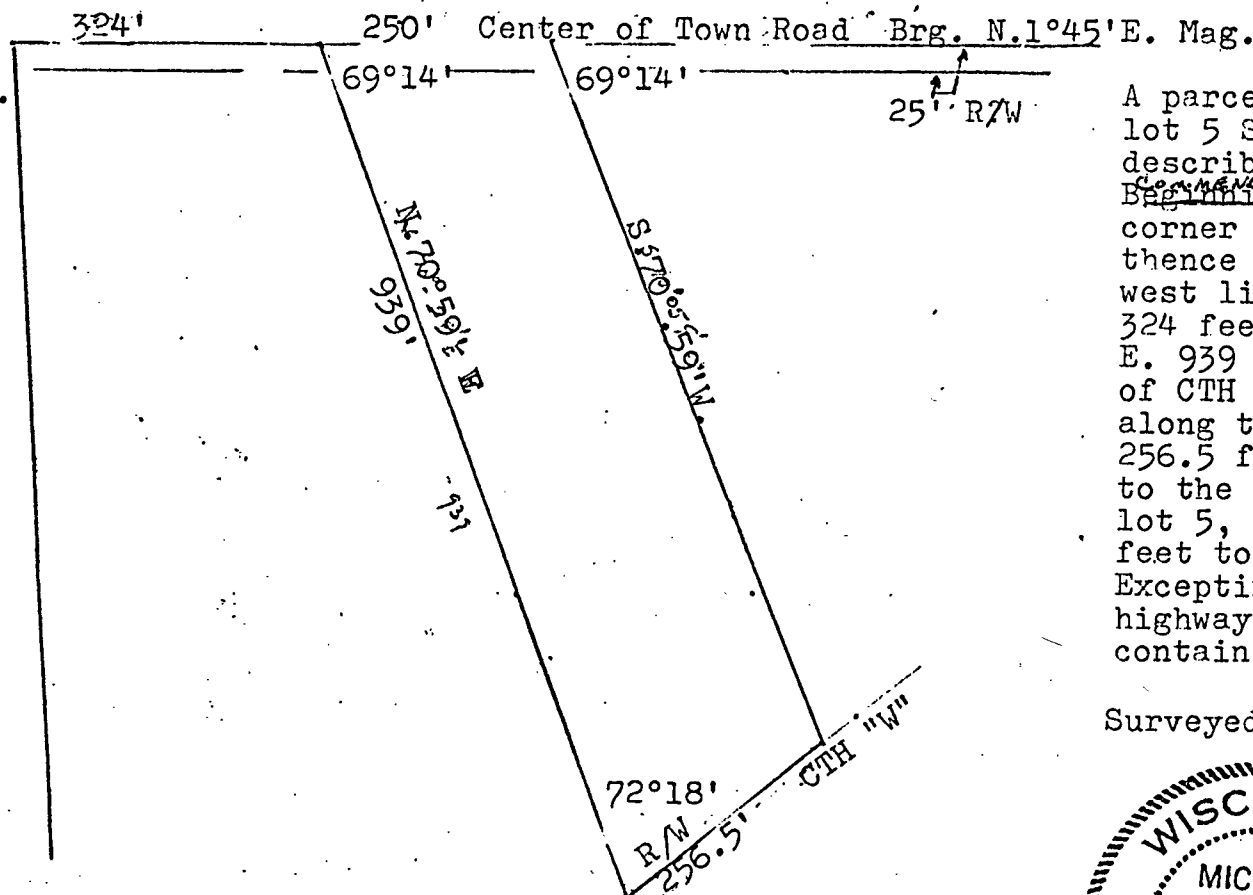 324' 250' Center of Town Road Brg. N.1°45'E. Mag.
69°14' 69°14'
25' R/W
N. 70°59' E
939'
939
S 70° 59" W.
72°18'
R/W
256.5'
CTH "W"
A parce
lot 5 S
describ
Beginni
corner
thence
west li
324 fee
E. 939
of CTH
along t
256.5 f
to the
lot 5,
feet to
Excepti
highway
contain
Surveyed
WISC
MIC